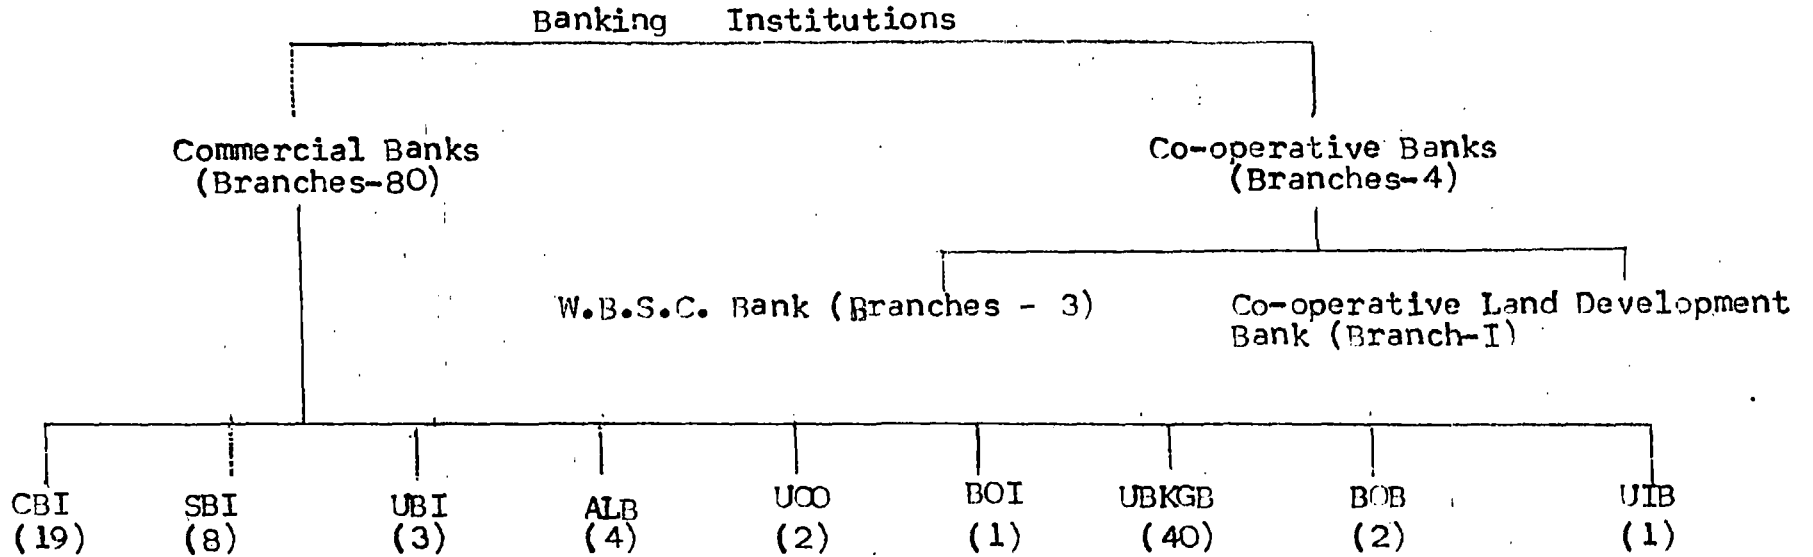 Banking Institutions
Commercial Banks
(Branches-80)
Co-operative Banks
(Branches-4)
W.B.S.C. Bank (Branches - 3)
Co-operative Land Development
Bank (Branch-I)
CBI SBI UBI ALB UCO BOI UBKGB BOB UIB
(19) (8) (3) (4) (2) (1) (40) (2) (1)